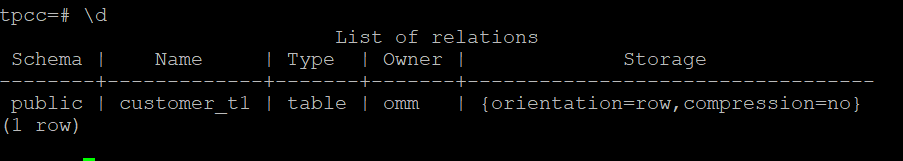 tpcc=# \d
                            List of relations
 Schema |    Name     | Type  | Owner |             Storage
--------+-------------+-------+-------+----------------------------------
 public | customer_t1 | table | omm   | {orientation=row,compression=no}
(1 row)